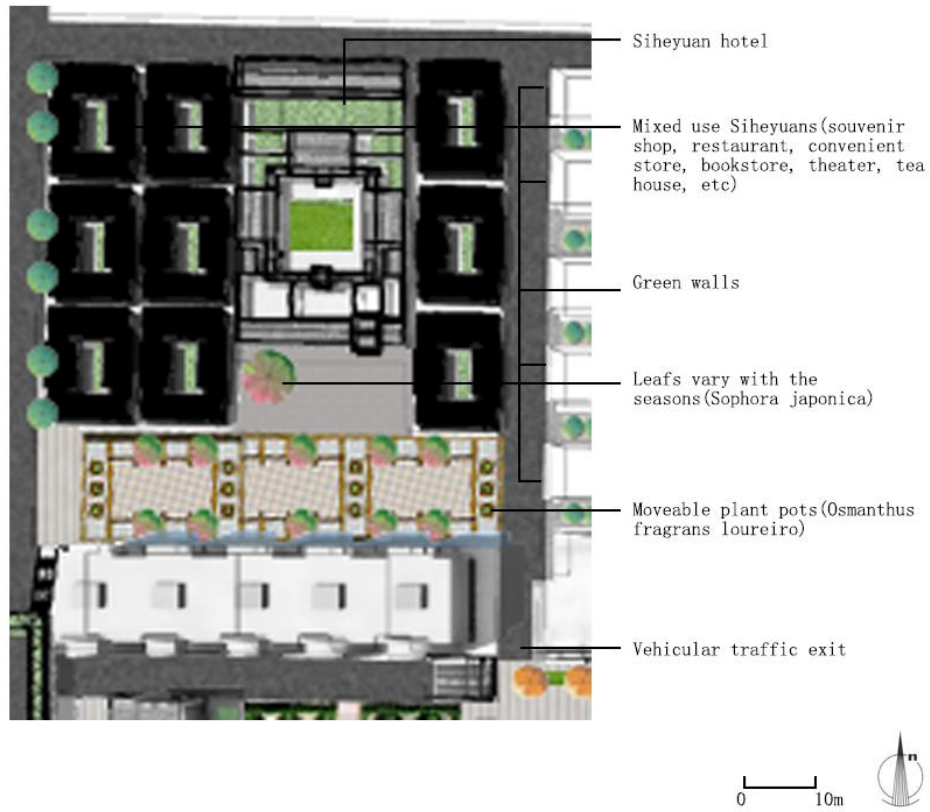 Siheyuan hotel
Mixed use Siheyuans(souvenir
shop, restaurant, convenient
store, bookstore, theater, tea
house, etc)
Green walls
Leafs vary with the
seasons(Sophora japonica)
Moveable plant pots(Osmanthus
fragrans loureiro)
Vehicular traffic exit
n
0 10m